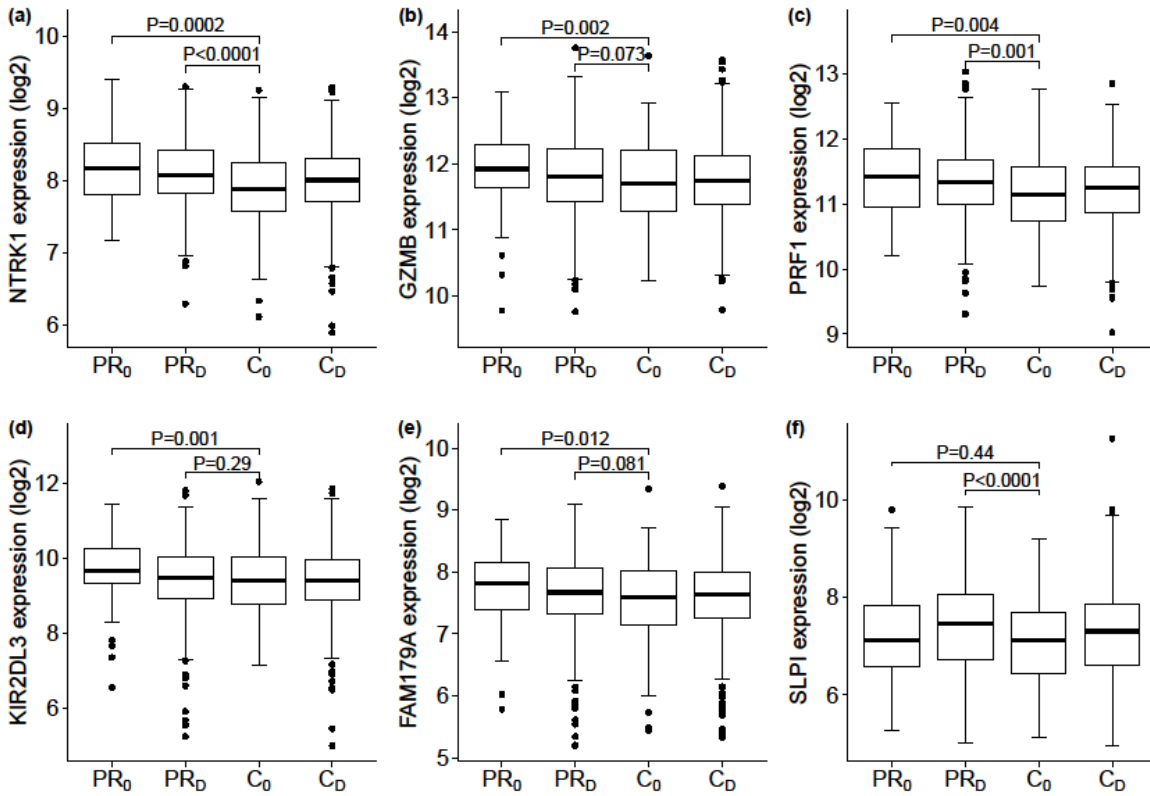 (a)
NTRK1 expression (log2)
P=0.0002
P<0.0001
10
9
8
7
6
PR0 PRD C0 CD
(b)
GZMB expression (log2)
P=0.002
P=0.073
14
13
12
11
10
PR0 PRD C0 CD
(c)
PRF1 expression (log2)
P=0.004
P=0.001
13
12
11
10
9
PR0 PRD C0 CD
(d)
KIR2DL3 expression (log2)
P=0.001
P=0.29
12
10
8
6
PR0 PRD C0 CD
(e)
FAM179A expression (log2)
P=0.012
P=0.081
10
9
8
7
6
5
PR0 PRD C0 CD
(f)
SLPI expression (log2)
P=0.44
P<0.0001
10
8
6
PR0 PRD C0 CD